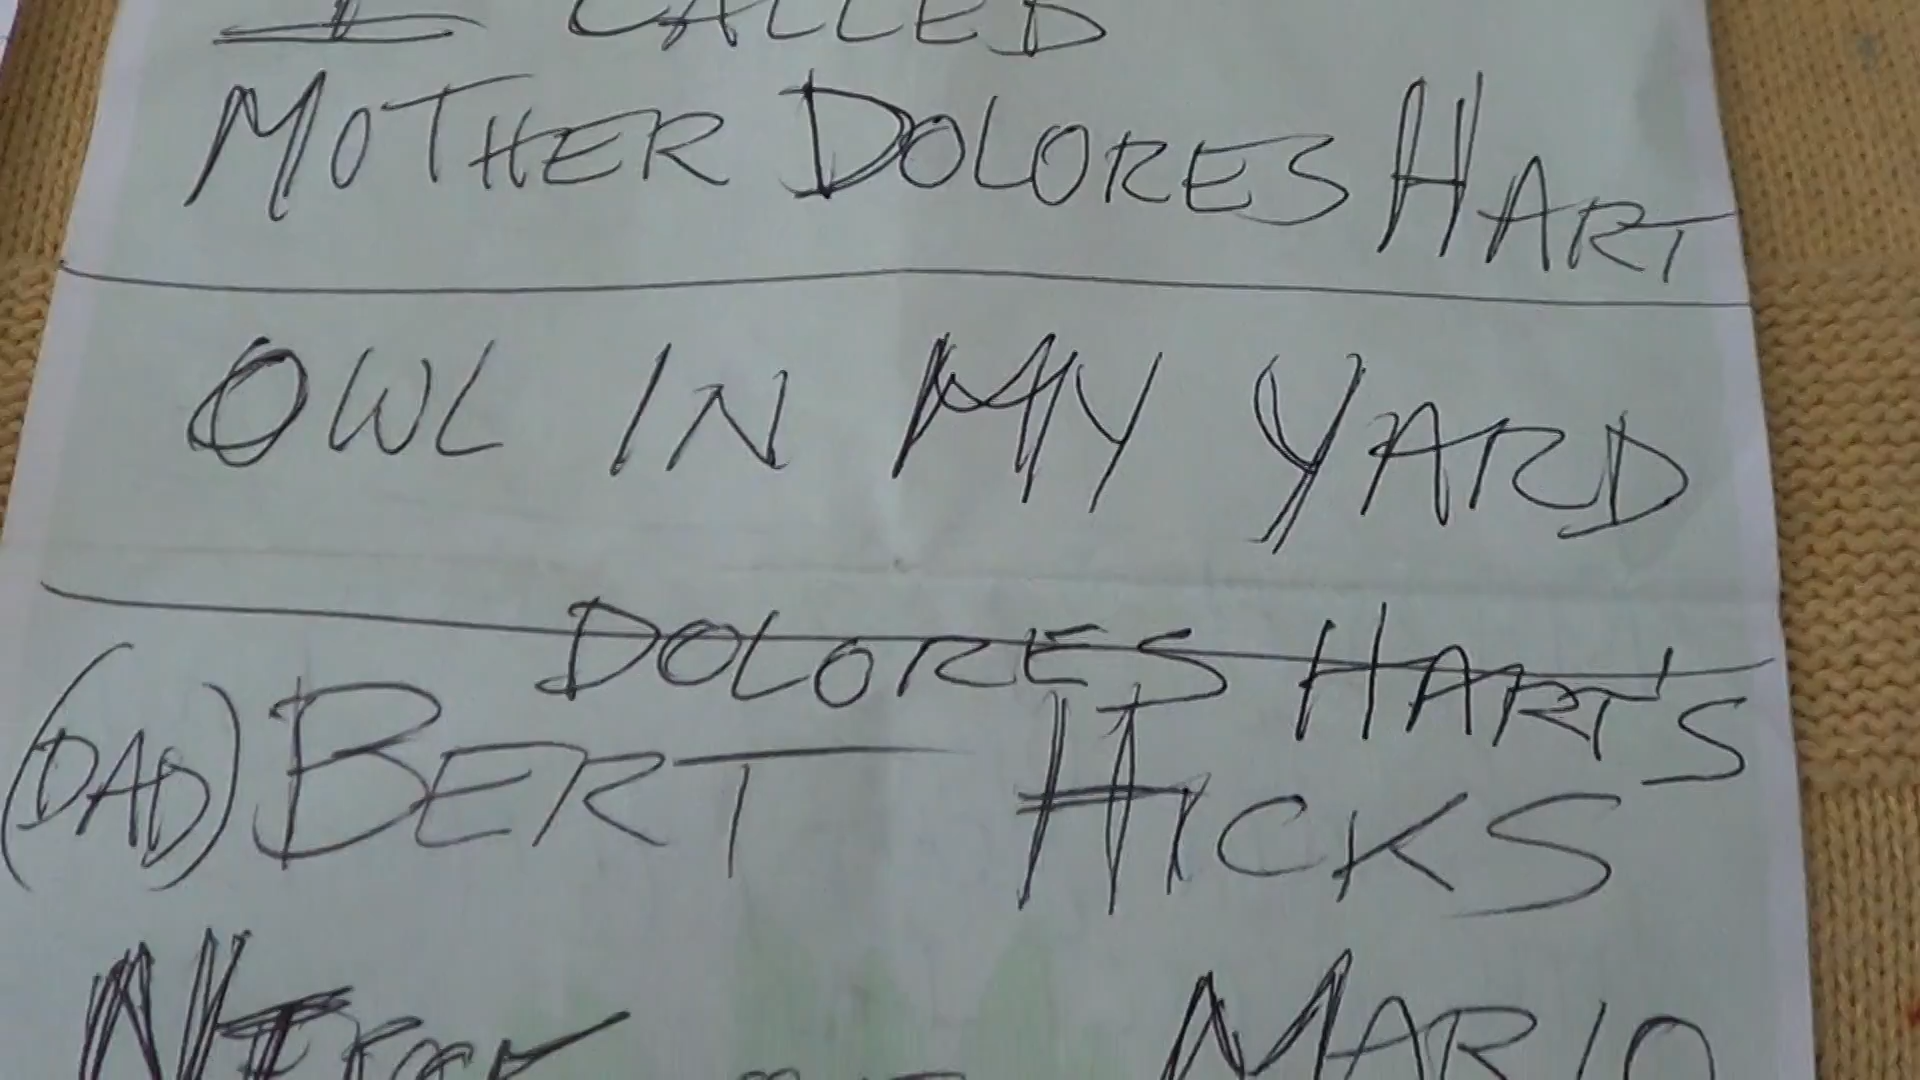 I CALLED
MOTHER DOLORES HART
OWL IN MY YARD
DOLORES HART'S
(DAD) BERT HICKS
MARIO